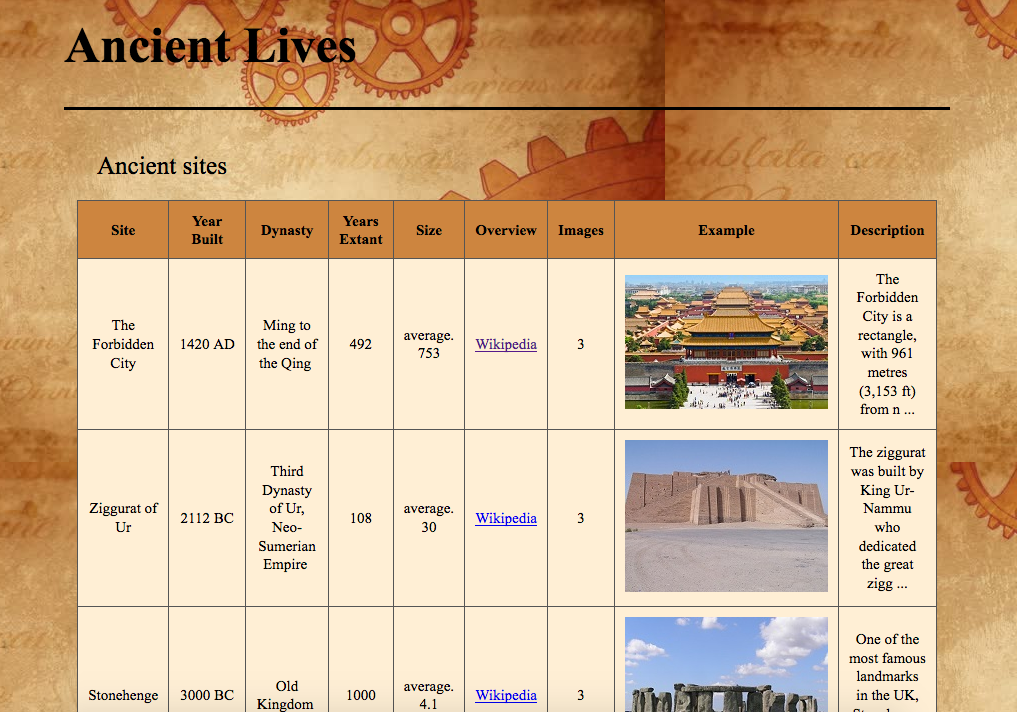 Ancient Lives
sapiens nisi
Sublata
Ancient sites
Site
Year
Built
Dynasty
Years
Extant
Size
Overview
Images
Example
Description
The
Forbidden
City
1420 AD
Ming to
the end of
the Qing
492
average.
753
Wikipedia
3
The
Forbidden
City is a
rectangle,
with 961
metres
(3,153 ft)
from n ...
Ziggurat of
Ur
2112 BC
Third
Dynasty
of Ur,
Neo-
Sumerian
Empire
108
average.
30
Wikipedia
3
The ziggurat
was built by
King Ur-
Nammu
who
dedicated
the great
zigg ...
Stonehenge
3000 BC
Old
Kingdom
1000
average.
4.1
Wikipedia
3
One of the
most famous
landmarks
in the UK,